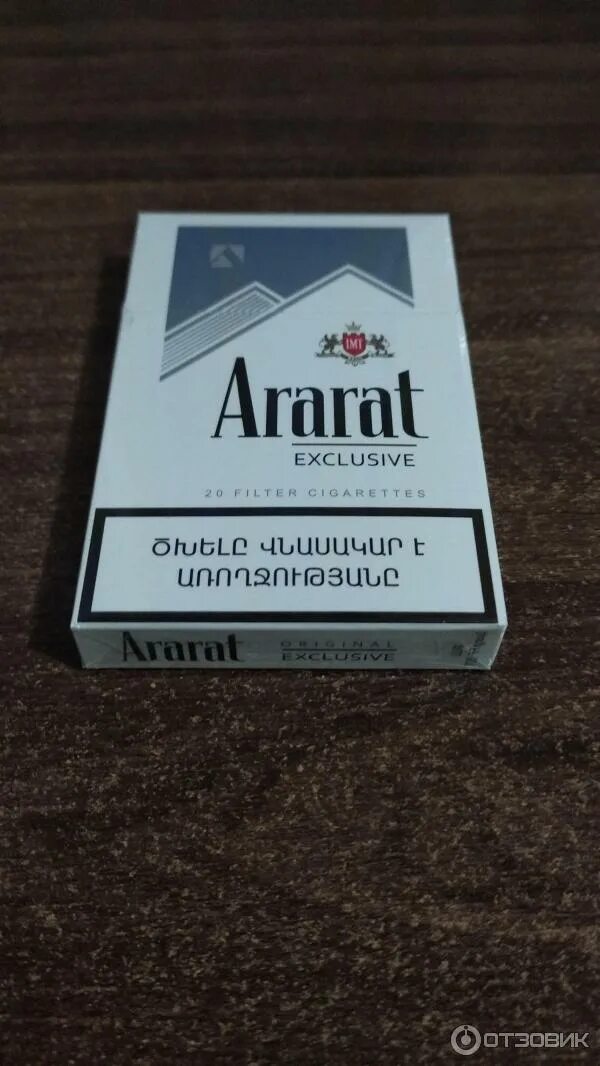 IMT
Ararat
EXCLUSIVE
20 FILTER CIGARETTES
ԾԽԵԼԸ ՎՆԱՍԱԿԱՐ Է
ԱՌՈՂՋՈՒԹՅԱՆԸ
Ararat ORIGINAL
EXCLUSIVE
ОТЗОВИК